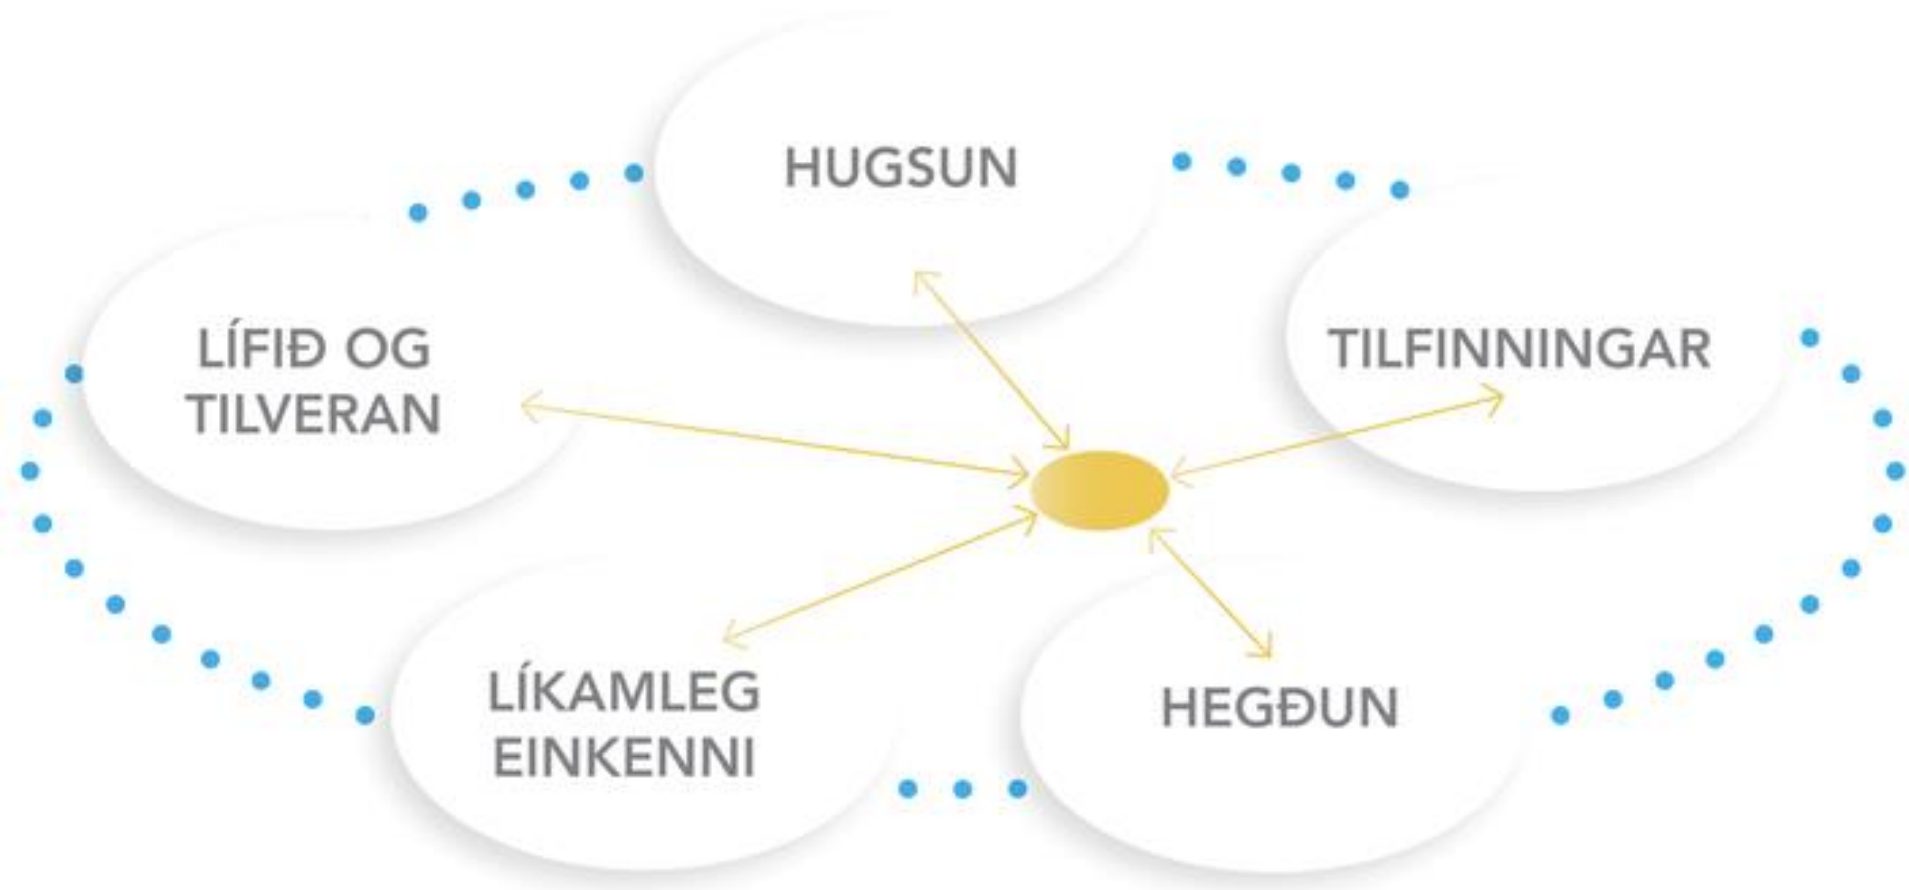 HUGSUN
LÍFIÐ OG
TILVERAN
TILFINNINGAR
LÍKAMLEG
EINKENNI
HEGÐUN